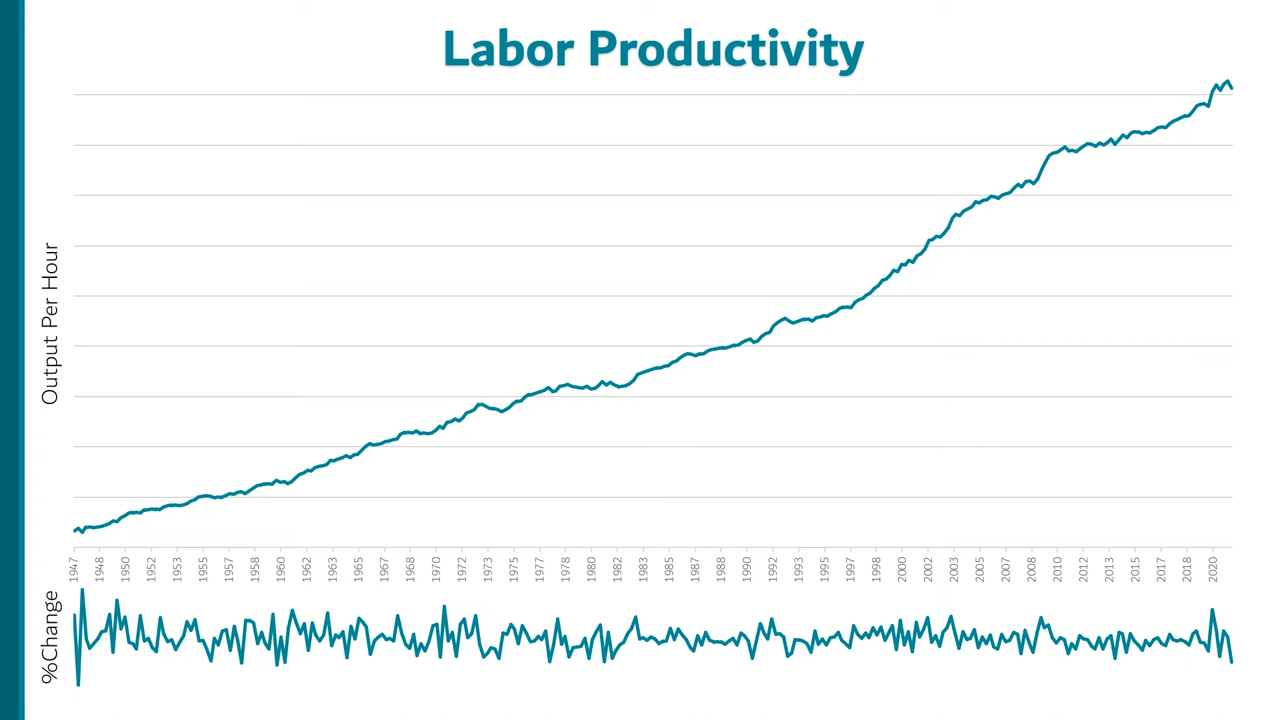 Labor Productivity
Output Per Hour
1947 1948 1950 1952 1953 1955 1957 1958 1960 1962 1963 1965 1967 1968 1970 1972 1973 1975 1977 1978 1980 1982 1983 1985 1987 1988 1990 1992 1993 1995 1997 1998 2000 2002 2003 2005 2007 2008 2010 2012 2013 2015 2017 2018 2020
%Change